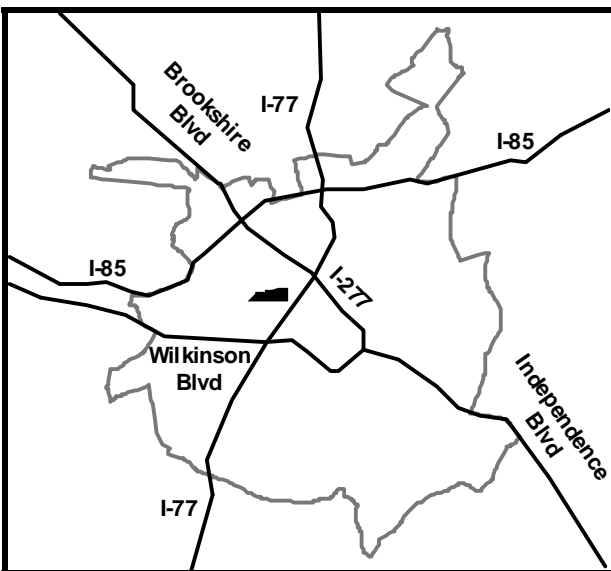 Brookshire
Blvd
I-77
I-85
I-85
I-277
Wilkinson
Blvd
Independence
Blvd
I-77